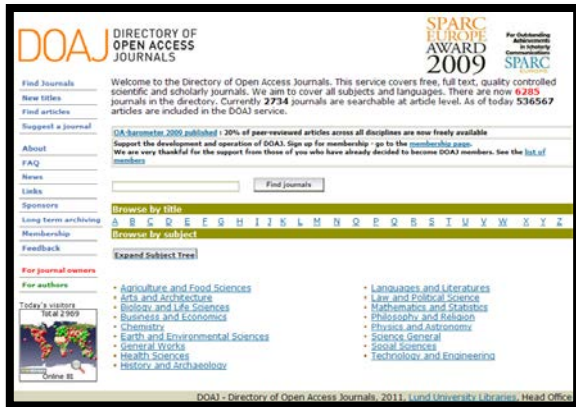 DOAJ DIRECTORY OF
OPEN ACCESS
JOURNALS
SPARC
EUROPE
AWARD
2009
For Outstanding
Achievements
in Scholarly
Communications
SPARC
EUROPE
Find Journals
New titles
Find articles
Suggest a journal
About
FAQ
News
Links
Sponsors
Long term archiving
Membership
Feedback
For journal owners
For authors
Today's visitors
Total 2989
Online 81
Welcome to the Directory of Open Access Journals. This service covers free, full text, quality controlled
scientific and scholarly journals. We aim to cover all subjects and languages. There are now 6285
journals in the directory. Currently 2734 journals are searchable at article level. As of today 536567
articles are included in the DOAJ service.
OA-barometer 2009 published : 20% of peer-reviewed articles across all disciplines are now freely available
Support the development and operation of DOAJ. Sign up for membership - go to the membership page.
We are very thankful for the support from those of you who have already decided to become DOAJ members. See the list of
members
Find journals
Browse by title
A B C D E F G H I J K L M N O P Q R S T U V W X Y Z
Browse by subject
Expand Subject Tree
• Agriculture and Food Sciences
• Arts and Architecture
• Biology and Life Sciences
• Business and Economics
• Chemistry
• Earth and Environmental Sciences
• General Works
• Health Sciences
• History and Archaeology
• Languages and Literatures
• Law and Political Science
• Mathematics and Statistics
• Philosophy and Religion
• Physics and Astronomy
• Science General
• Social Sciences
• Technology and Engineering
DOAJ - Directory of Open Access Journals, 2011, Lund University Libraries, Head Office